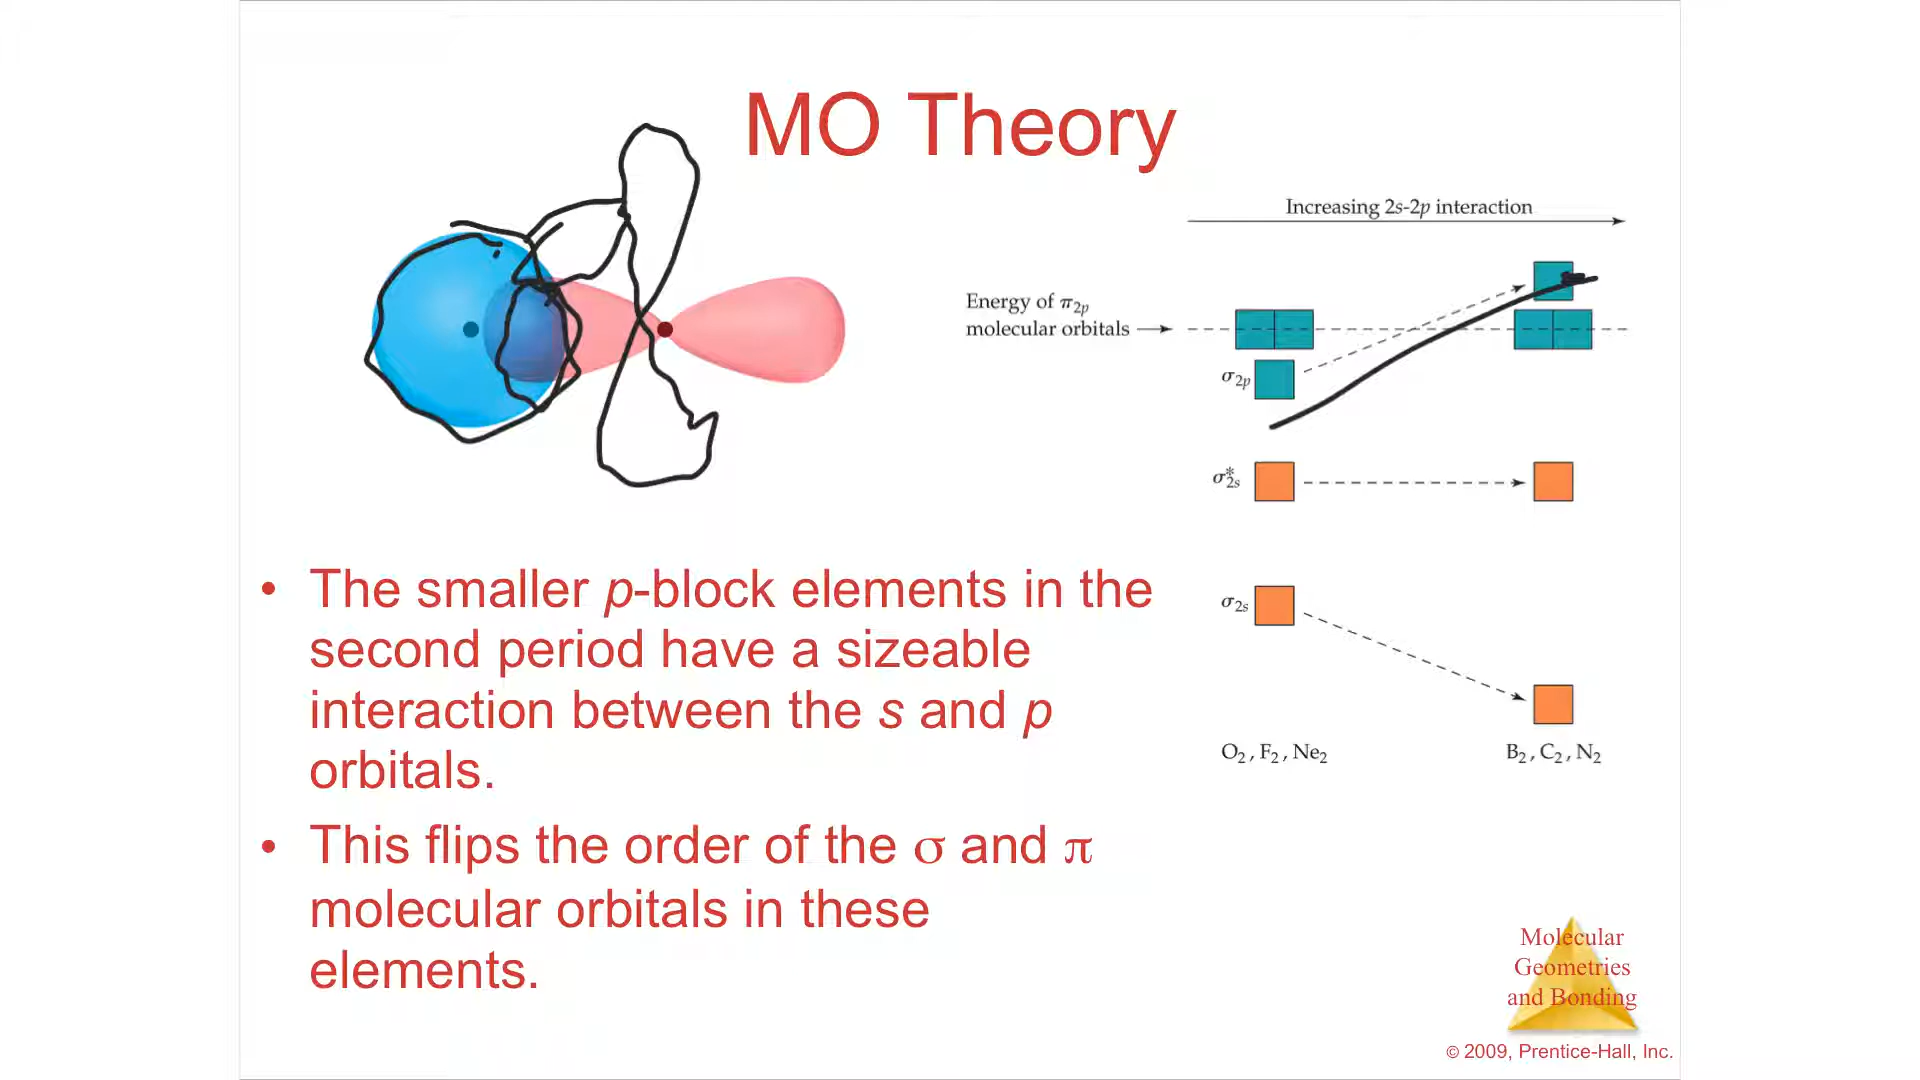 MO Theory
Increasing 2s-2p interaction
Energy of π₂p
molecular orbitals
σ₂p
σ*₂s
σ₂s
O₂, F₂, Ne₂
B₂, C₂, N₂
• The smaller p-block elements in the
second period have a sizeable
interaction between the s and p
orbitals.
• This flips the order of the σ and π
molecular orbitals in these
elements.
Molecular
Geometries
and Bonding
© 2009, Prentice-Hall, Inc.